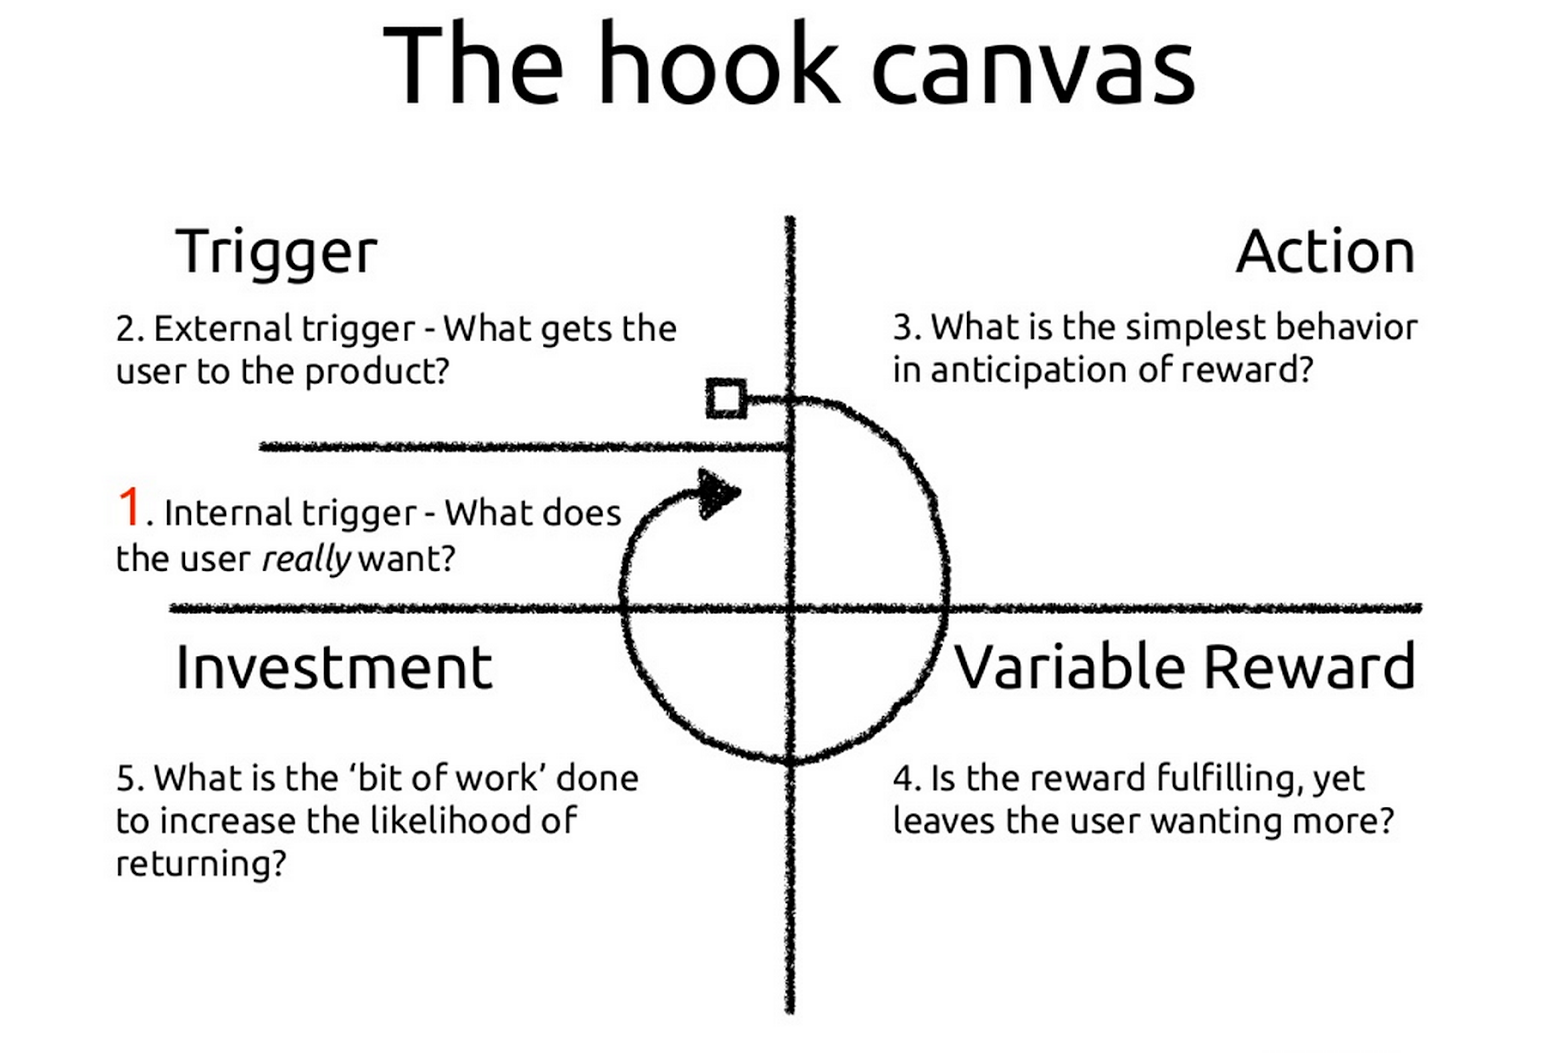 The hook canvas
Trigger
2. External trigger - What gets the
user to the product?
1. Internal trigger - What does
the user really want?
Action
3. What is the simplest behavior
in anticipation of reward?
Investment
5. What is the ‘bit of work’ done
to increase the likelihood of
returning?
Variable Reward
4. Is the reward fulfilling, yet
leaves the user wanting more?